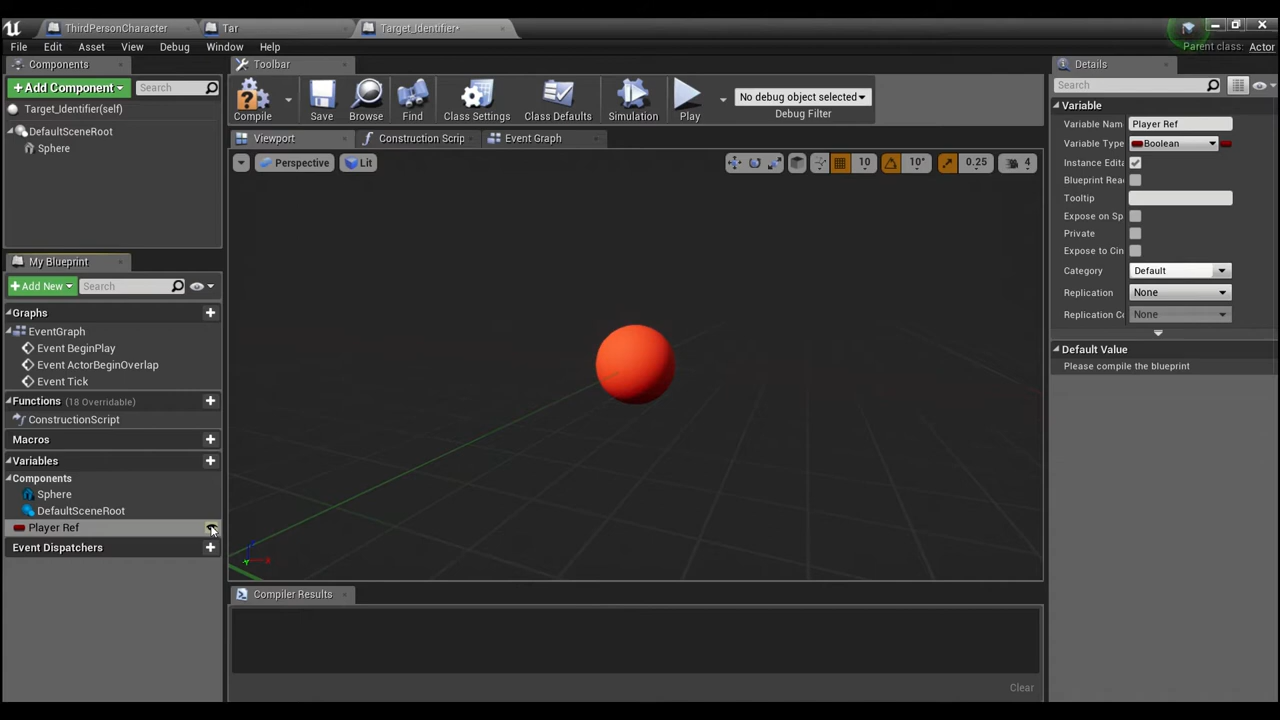 ThirdPersonCharacter
Tar
Target_Identifier*
File
Edit
Asset
View
Debug
Window
Help
Parent class: Actor
Components
+Add Component
Search
Target_Identifier(self)
DefaultSceneRoot
Sphere
My Blueprint
+Add New
Search
Graphs
EventGraph
Event BeginPlay
Event ActorBeginOverlap
Event Tick
Functions (18 Overridable)
ConstructionScript
Macros
Variables
Components
Sphere
DefaultSceneRoot
Player Ref
Event Dispatchers
Toolbar
Compile
Save
Browse
Find
Class Settings
Class Defaults
Simulation
Play
No debug object selected
Debug Filter
Viewport
Construction Scrip
Event Graph
Perspective
Lit
10
10°
0.25
4
Compiler Results
Clear
Details
Search
Variable
Variable Nam
Player Ref
Variable Type
Boolean
Instance Edita
Blueprint Rea
Tooltip
Expose on Sp
Private
Expose to Cin
Category
Default
Replication
None
Replication Co
None
Default Value
Please compile the blueprint